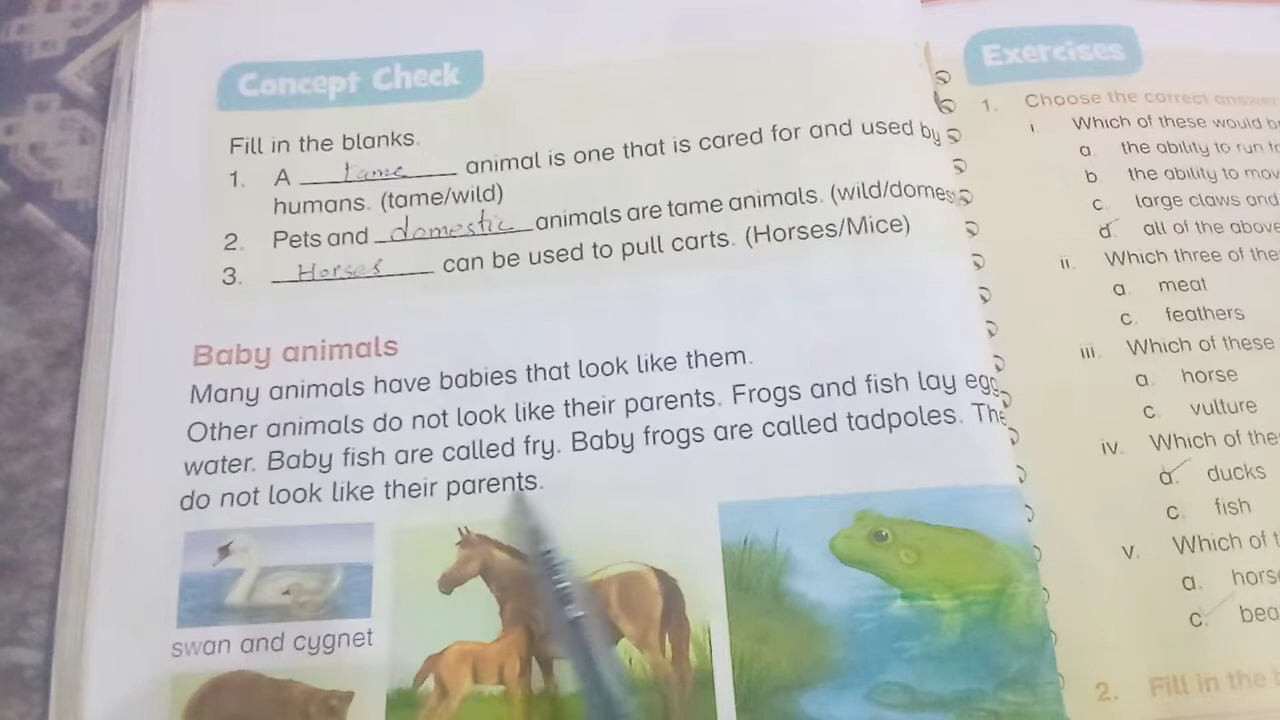 Concept Check
Fill in the blanks.
1. A tame animal is one that is cared for and used by
humans. (tame/wild)
2. Pets and domestic animals are tame animals. (wild/domes
3. Horses can be used to pull carts. (Horses/Mice)
Baby animals
Many animals have babies that look like them.
Other animals do not look like their parents. Frogs and fish lay egg
water. Baby fish are called fry. Baby frogs are called tadpoles. The
do not look like their parents.
swan and cygnet
Exercises
1. Choose the correct answer
i. Which of these would b
a. the ability to run f
b. the ability to mov
c. large claws and
d. all of the above
ii. Which three of the
a. meat
c. feathers
iii. Which of these
a. horse
c. vulture
iv. Which of the
a. ducks
c. fish
v. Which of t
a. hors
c. bea
2. Fill in the b